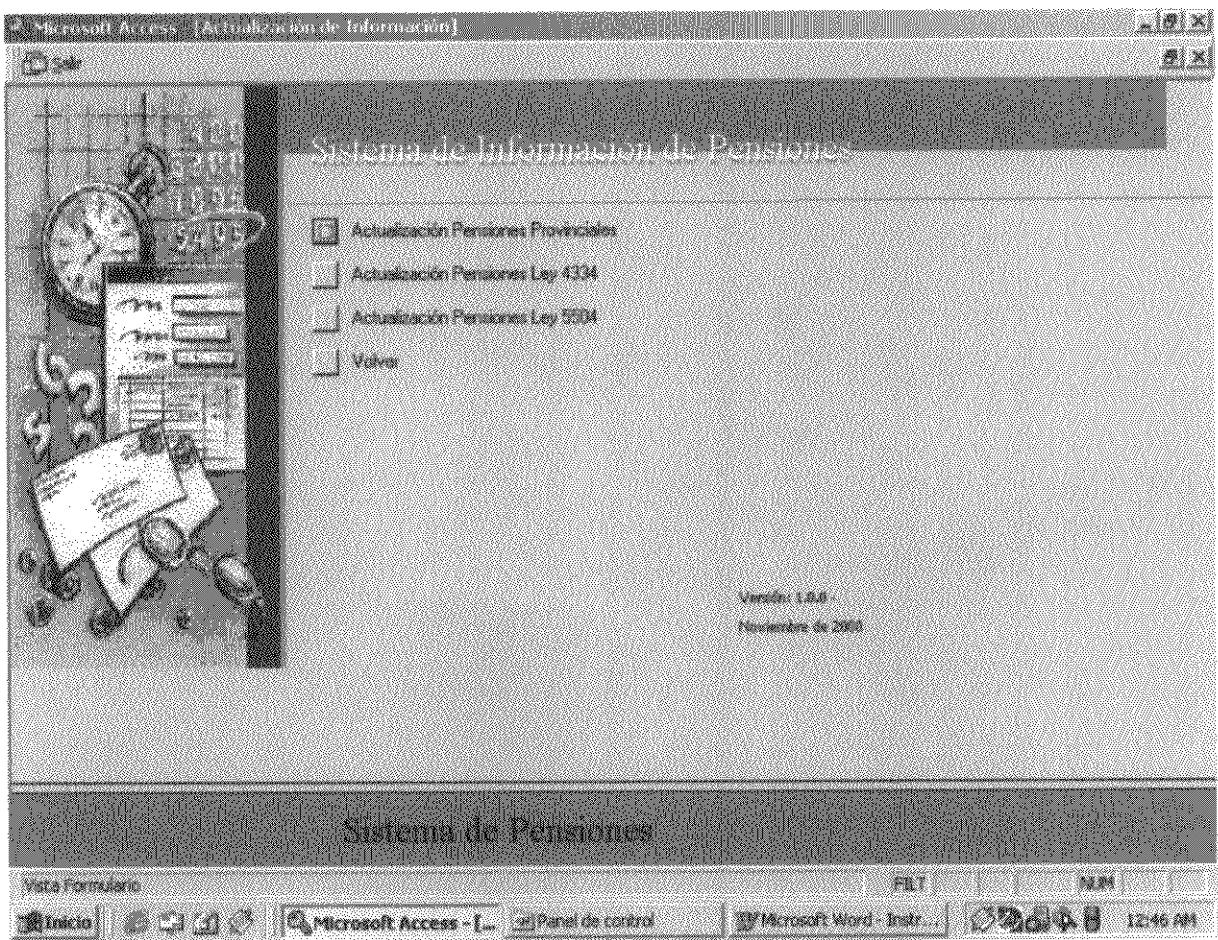 Microsoft Access - [Actualización de Información]
Salir
Sistema de Información de Pensiones
Actualización Pensiones Provinciales
Actualización Pensiones Ley 4334
Actualización Pensiones Ley 5504
Volver
Versión: 1.0.0 -
Noviembre de 2000
Sistema de Pensiones
Vista Formulario FILT NUM
Inicio Microsoft Access - [... Panel de control Microsoft Word - Instr... 12:46 AM